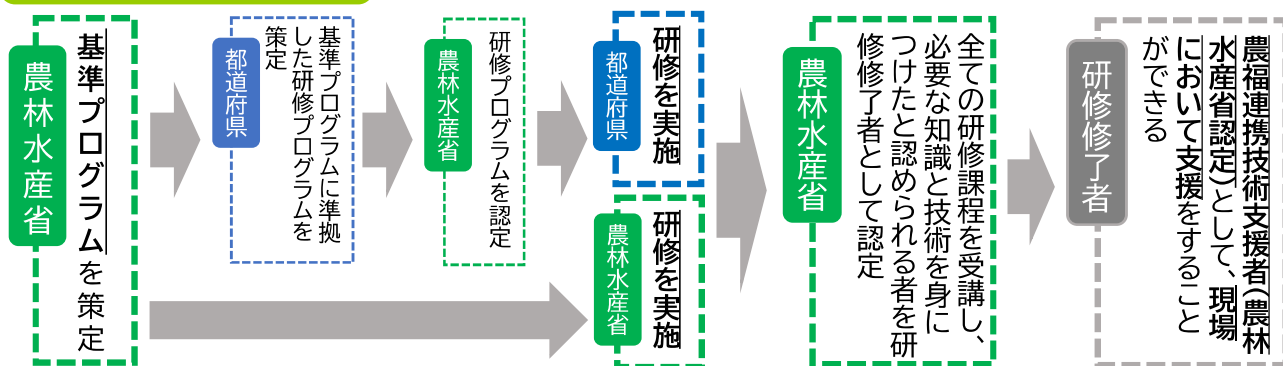 農林水産省
基準プログラムを策定
都道府県
基準プログラムに準拠
した研修プログラムを
策定
農林水産省
研修プログラムを認定
都道府県
研修を実施
農林水産省
研修を実施
農林水産省
全ての研修課程を受講し、
必要な知識と技術を身に
つけたと認められる者を研
修修了者として認定
研修修了者
農福連携技術支援者(農林
水産省認定)として、現場
において支援をすること
ができる